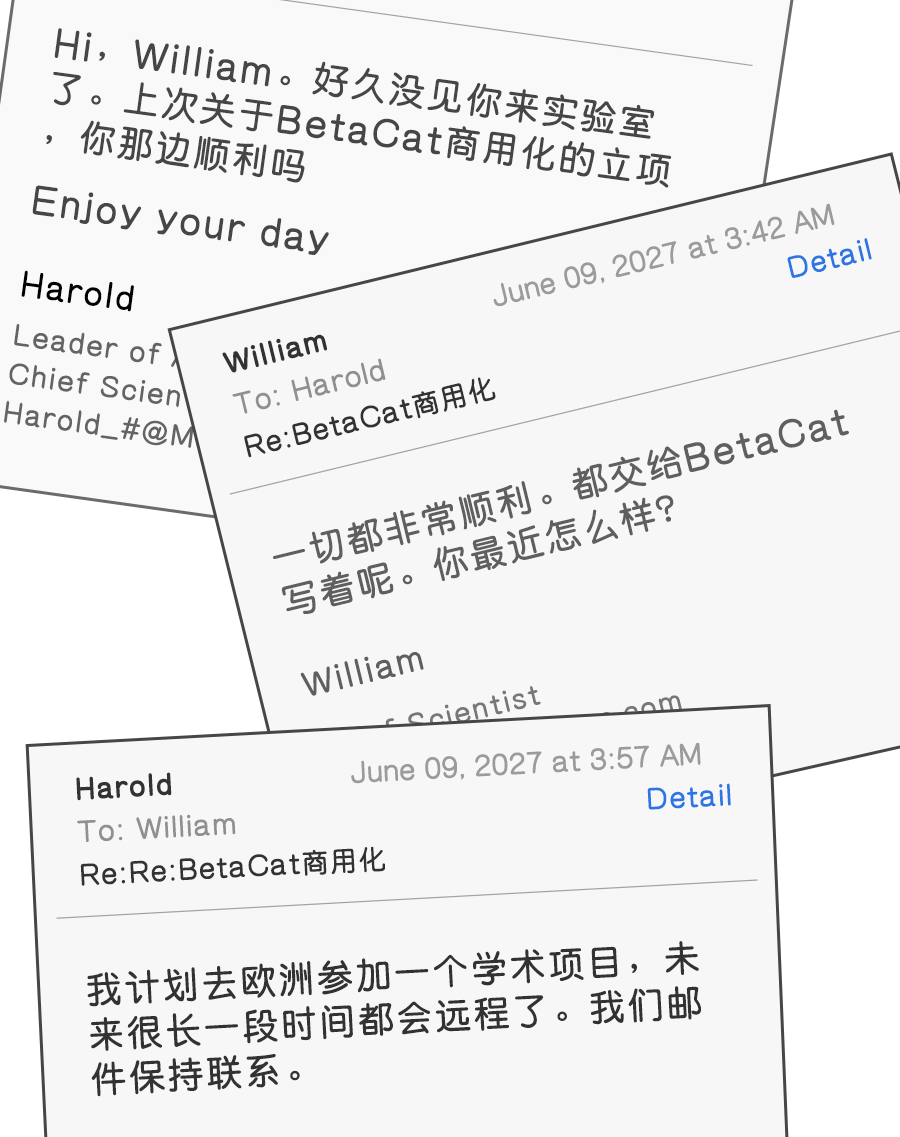 Hi，William。好久没见你来实验室
了。上次关于BetaCat商用化的立项
，你那边顺利吗
Enjoy your day
Harold
Leader of
Chief Scien
Harold_#@M
June 09, 2027 at 3:42 AM
Detail
William
To: Harold
Re:BetaCat商用化
一切都非常顺利。都交给BetaCat
写着呢。你最近怎么样?
William
Scientist
June 09, 2027 at 3:57 AM
Detail
Harold
To: William
Re:Re:BetaCat商用化
我计划去欧洲参加一个学术项目，未
来很长一段时间都会远程了。我们邮
件保持联系。